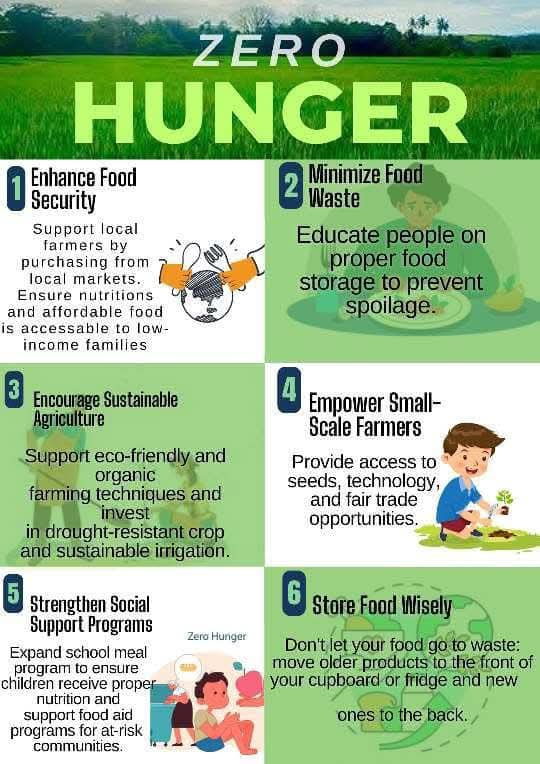 ZERO
HUNGER
1
Enhance Food
Security
Support local
farmers by
purchasing from
local markets.
Ensure nutritions
and affordable food
is accessable to low-
income families
2
Minimize Food
Waste
Educate people on
proper food
storage to prevent
spoilage.
3
Encourage Sustainable
Agriculture
Support eco-friendly and
organic
farming techniques and
invest
in drought-resistant crop
and sustainable irrigation.
4
Empower Small-
Scale Farmers
Provide access to
seeds, technology,
and fair trade
opportunities.
5
Strengthen Social
Support Programs
Zero Hunger
Expand school meal
program to ensure
children receive proper
nutrition and
support food aid
programs for at-risk
communities.
6
Store Food Wisely
Don't let your food go to waste:
move older products to the front of
your cupboard or fridge and new
ones to the back.